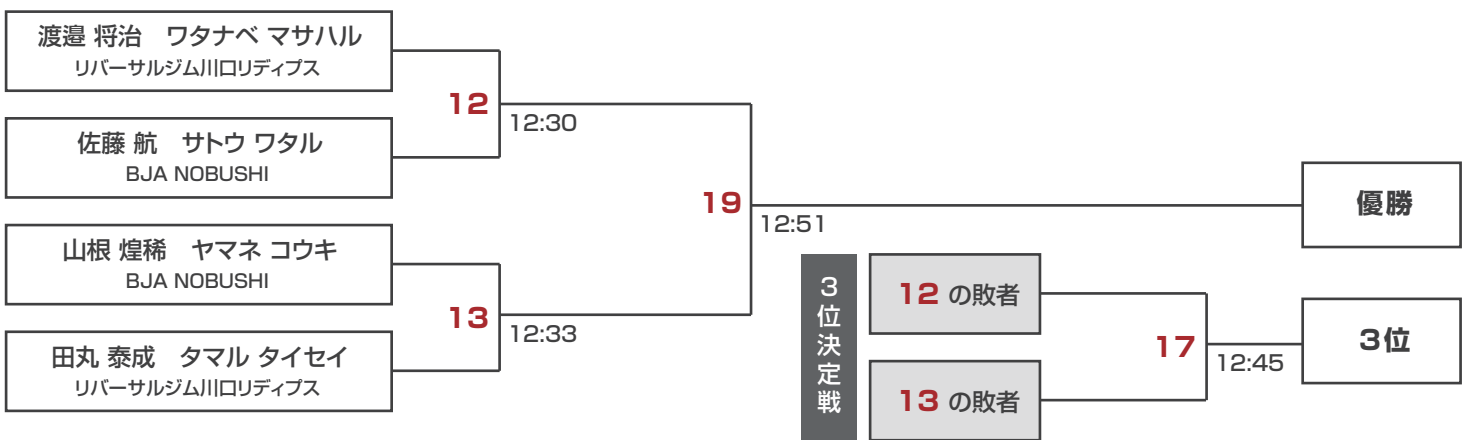 渡邉 将治　ワタナベ マサハル
リバーサルジム川口リディプス
12
12:30
佐藤 航　サトウ ワタル
BJA NOBUSHI
19
12:51
優勝
山根 煌稀　ヤマネ コウキ
BJA NOBUSHI
13
12:33
田丸 泰成　タマル タイセイ
リバーサルジム川口リディプス
3位決定戦
12 の敗者
13 の敗者
17
12:45
3位